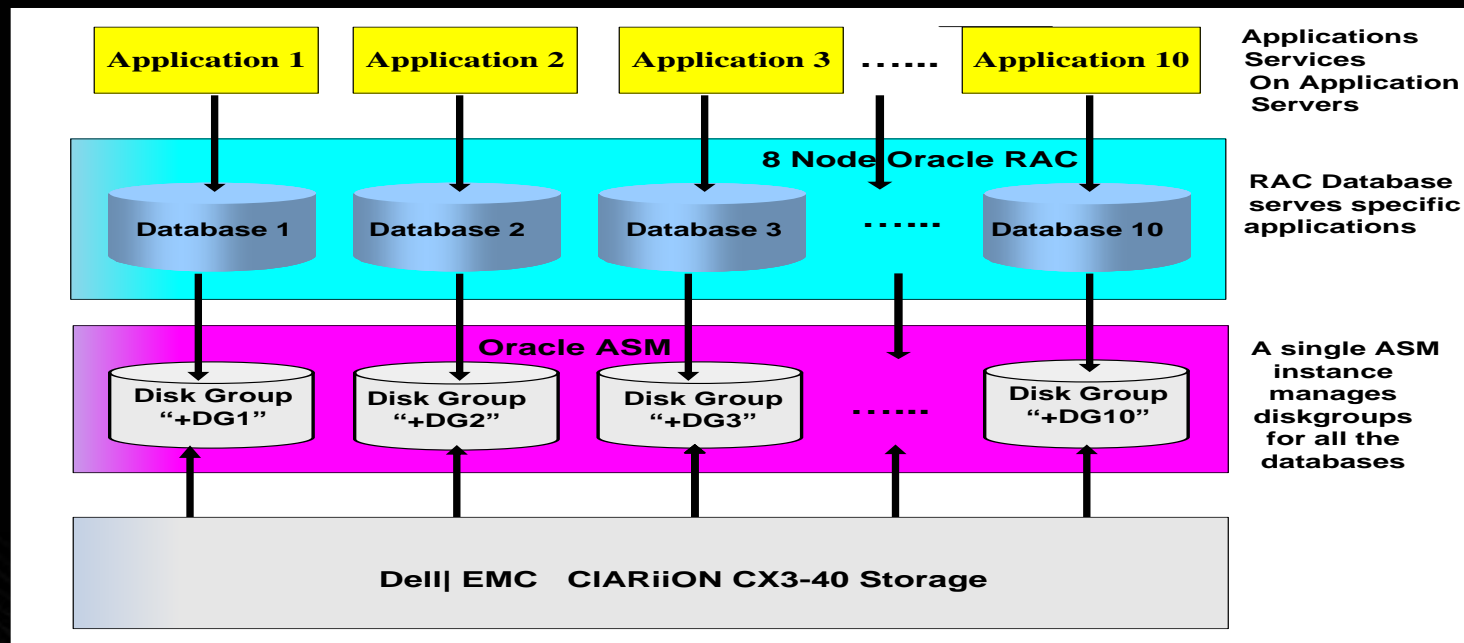 Application 1
Application 2
Application 3
......
Application 10
Applications
Services
On Application
Servers
8 Node Oracle RAC
Database 1
Database 2
Database 3
......
Database 10
RAC Database
serves specific
applications
Oracle ASM
Disk Group
“+DG1”
Disk Group
“+DG2”
Disk Group
“+DG3”
......
Disk Group
“+DG10”
A single ASM
instance
manages
diskgroups
for all the
databases
Dell| EMC CIARiiON CX3-40 Storage